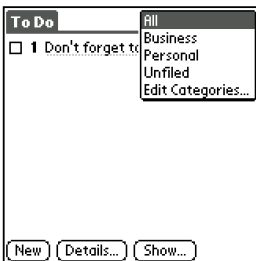 To Do
All
Business
Personal
Unfiled
Edit Categories...
1 Don't forget to
New Details... Show...